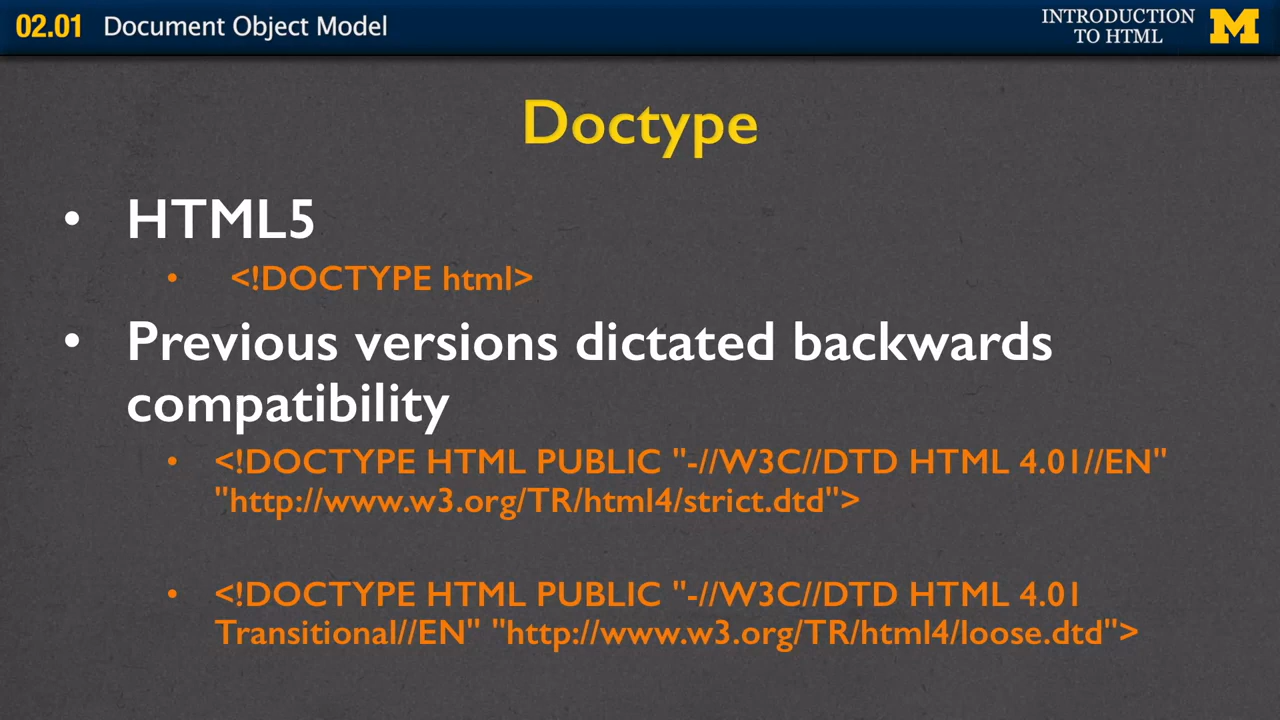 02.01 Document Object Model
INTRODUCTION
TO HTML
M
Doctype
• HTML5
• <!DOCTYPE html>
• Previous versions dictated backwards
compatibility
• <!DOCTYPE HTML PUBLIC "-//W3C//DTD HTML 4.01//EN"
"http://www.w3.org/TR/html4/strict.dtd">
• <!DOCTYPE HTML PUBLIC "-//W3C//DTD HTML 4.01
Transitional//EN" "http://www.w3.org/TR/html4/loose.dtd">